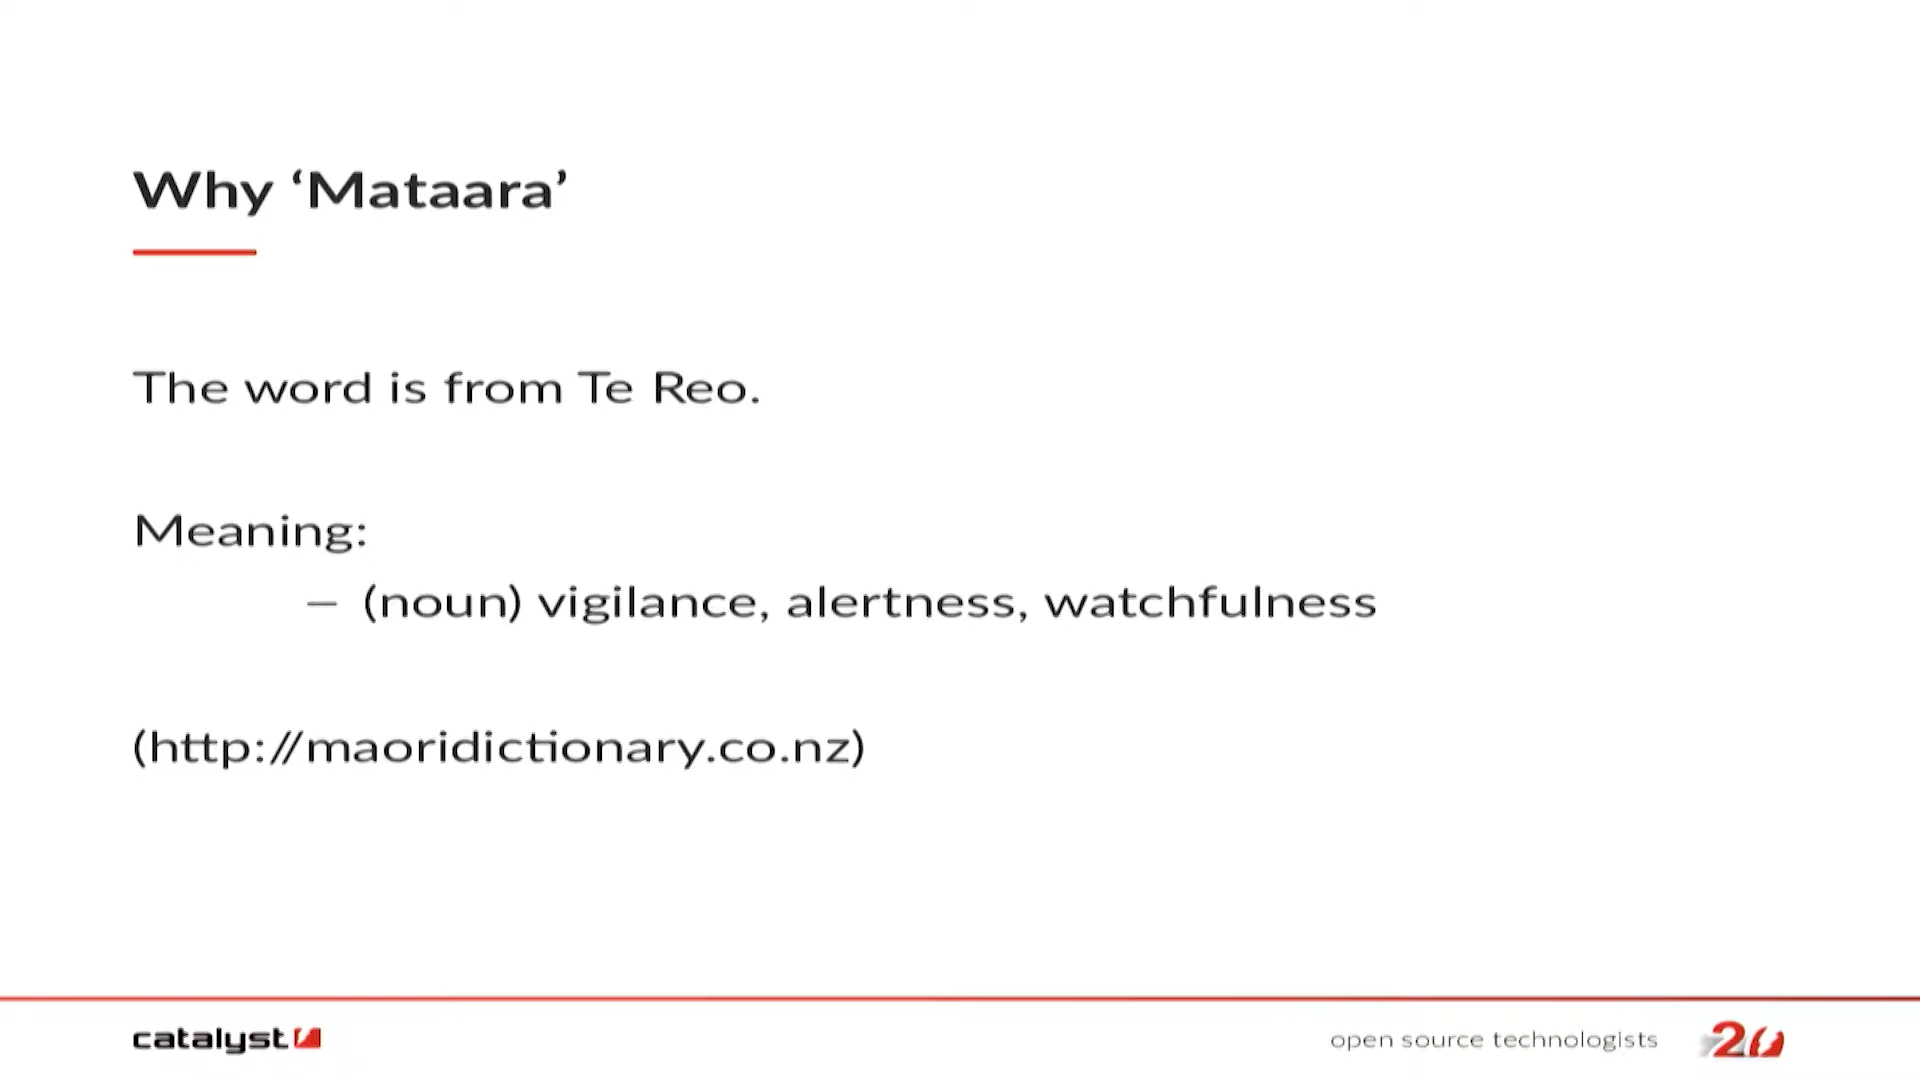 Why ‘Mataara’
The word is from Te Reo.
Meaning:
– (noun) vigilance, alertness, watchfulness
(http://maoridictionary.co.nz)
catalyst
open source technologists
20